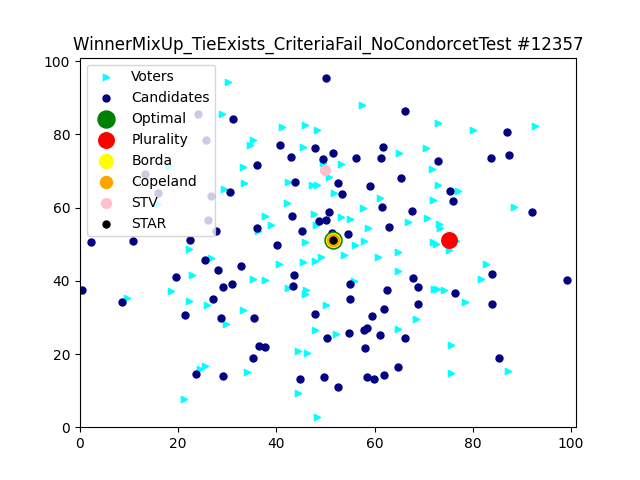 WinnerMixUp_TieExists_CriteriaFail_NoCondorcetTest #12357
Voters
Candidates
Optimal
Plurality
Borda
Copeland
STV
STAR
100
80
60
40
20
0
0 20 40 60 80 100